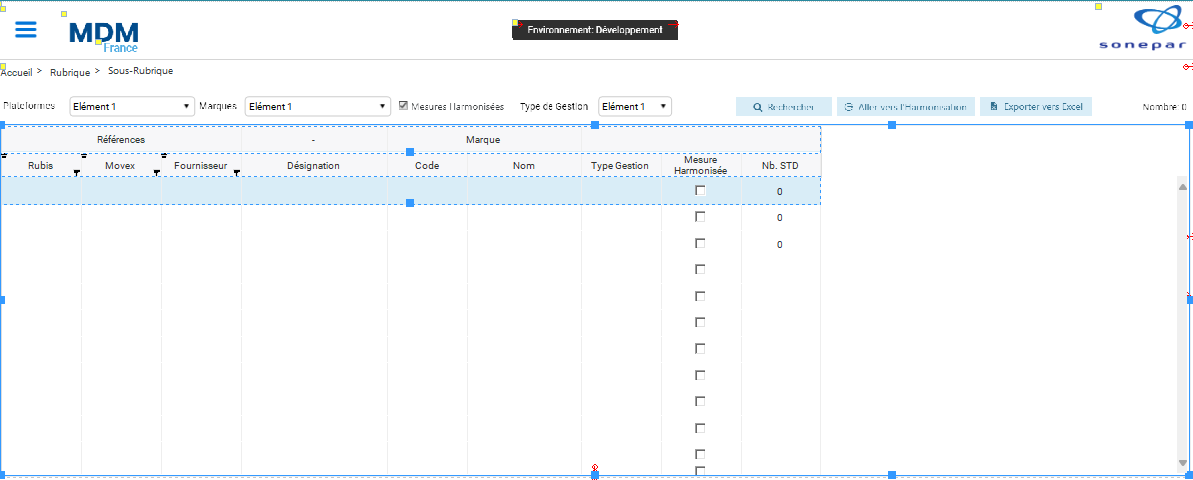 MDM
France
Environnement: Développement
sonepar
Accueil > Rubrique > Sous-Rubrique
Plateformes Elément 1 Marques Elément 1 Mesures Harmonisées Type de Gestion Elément 1 Rechercher Aller vers l'Harmonisation Exporter vers Excel Nombre: 0
Références - Marque
Rubis Movex Fournisseur Désignation Code Nom Type Gestion Mesure Harmonisée Nb. STD
0
0
0